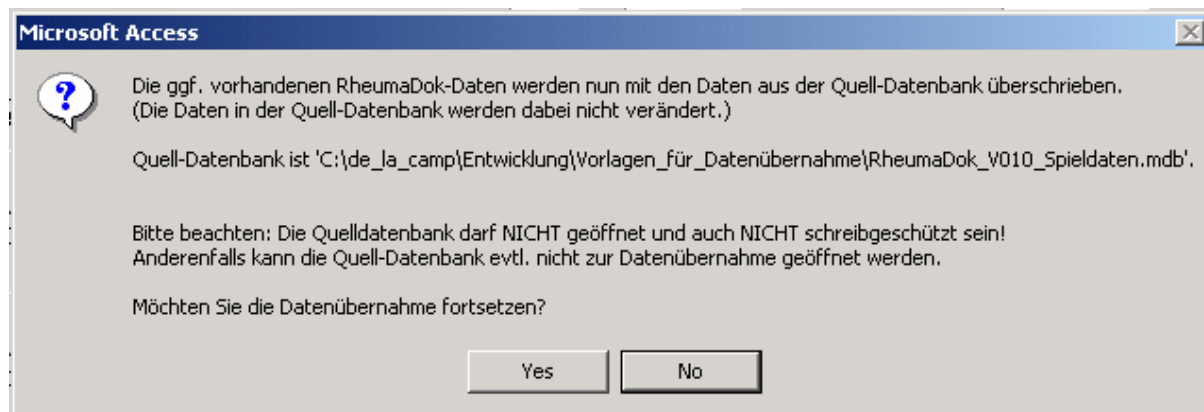 Microsoft Access
Die ggf. vorhandenen RheumaDok-Daten werden nun mit den Daten aus der Quell-Datenbank überschrieben.
(Die Daten in der Quell-Datenbank werden dabei nicht verändert.)
Quell-Datenbank ist 'C:\de_la_camp\Entwicklung\Vorlagen_für_Datenübernahme\RheumaDok_V010_Spieldaten.mdb'.
Bitte beachten: Die Quelldatenbank darf NICHT geöffnet und auch NICHT schreibgeschützt sein!
Anderenfalls kann die Quell-Datenbank evtl. nicht zur Datenübernahme geöffnet werden.
Möchten Sie die Datenübernahme fortsetzen?
Yes No